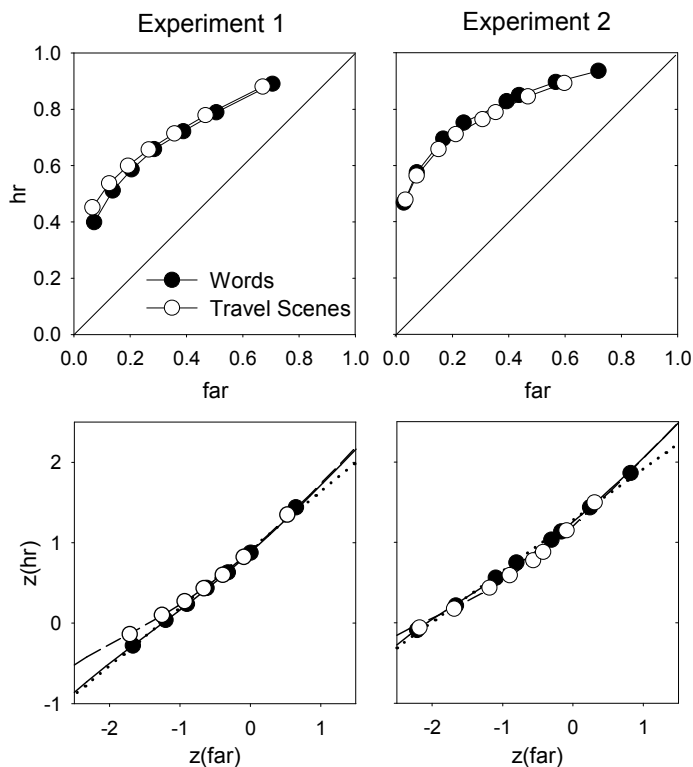 Experiment 1
Experiment 2
hr
1.0
0.8
0.6
0.4
0.2
0.0
Words
Travel Scenes
0.0 0.2 0.4 0.6 0.8 1.0
far
0.0 0.2 0.4 0.6 0.8 1.0
far
z(hr)
2
1
0
-1
-2 -1 0 1
z(far)
-2 -1 0 1
z(far)